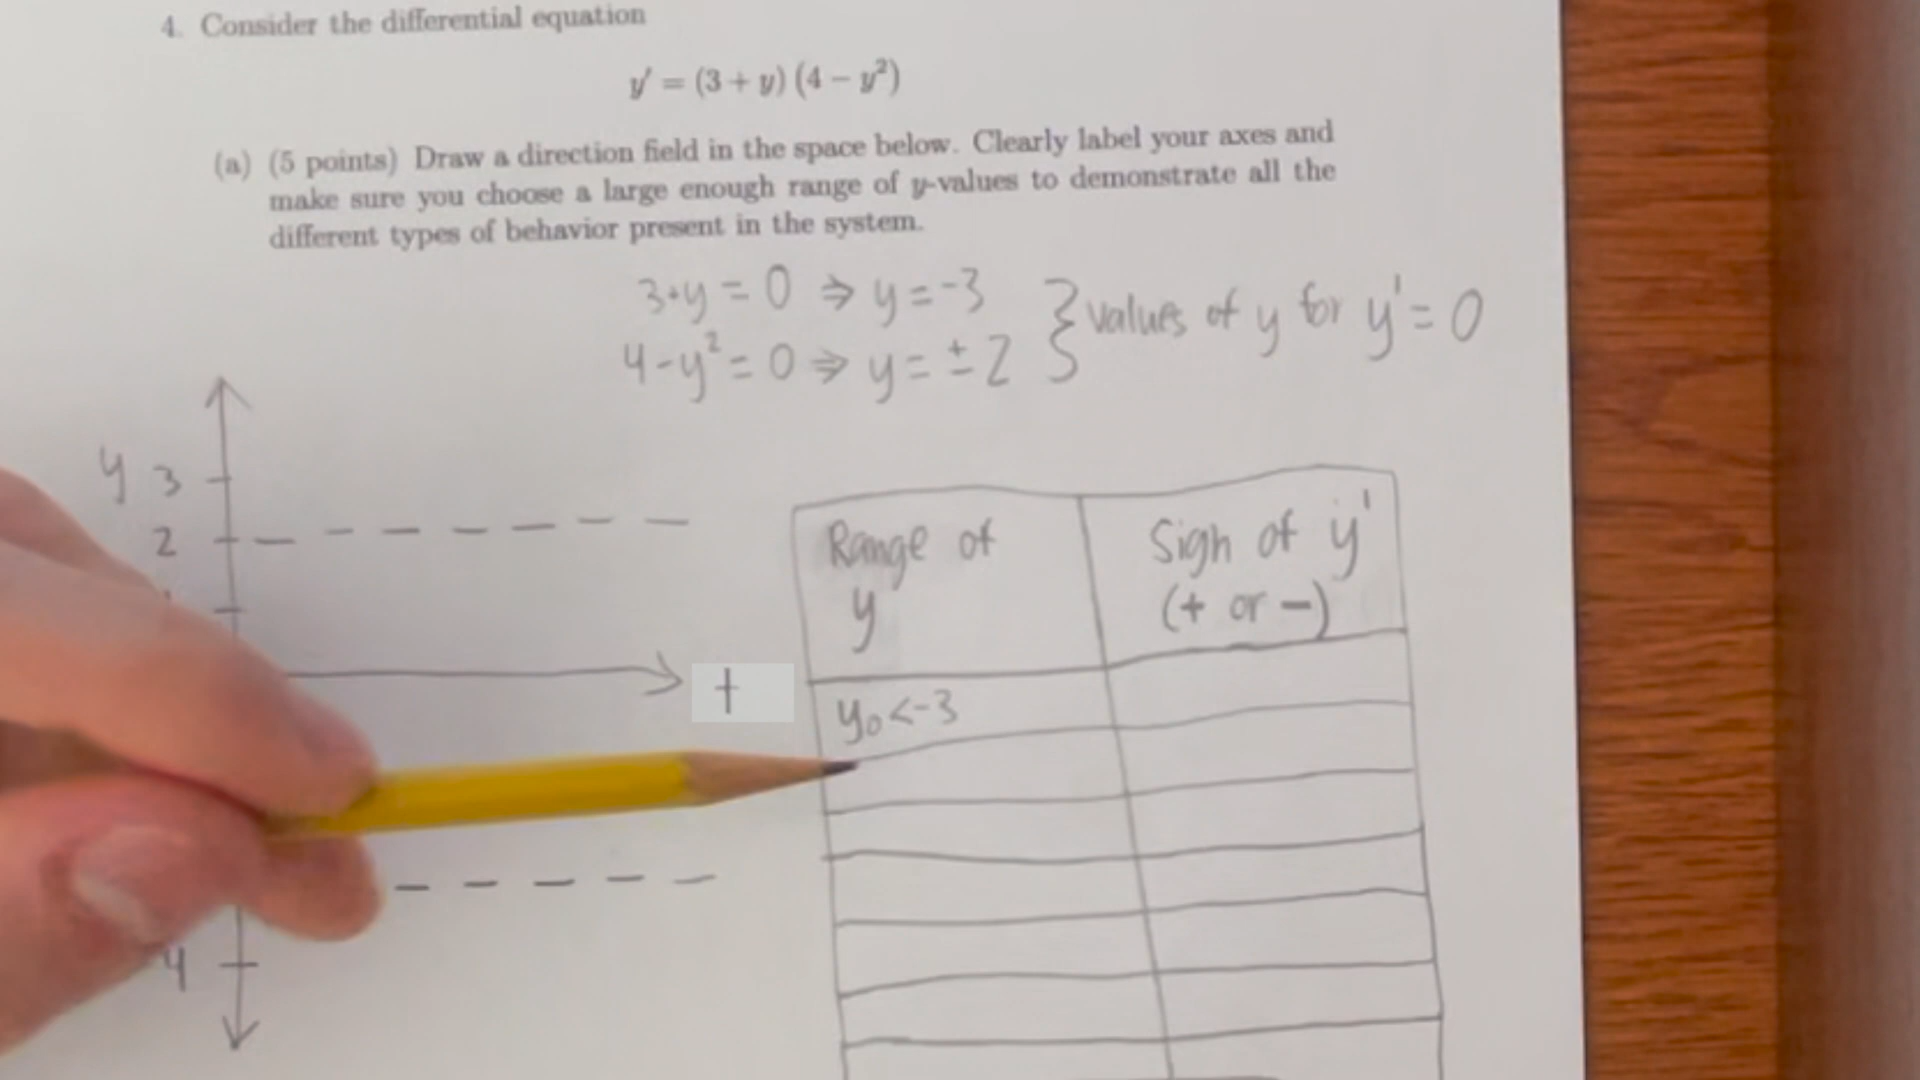 4. Consider the differential equation
y′ = (3 + y) (4 − y²)
(a) (5 points) Draw a direction field in the space below. Clearly label your axes and
make sure you choose a large enough range of y-values to demonstrate all the
different types of behavior present in the system.
3+y = 0 ⇒ y = -3
4-y² = 0 ⇒ y = ± 2
} values of y for y' = 0
y
3
2
t
4
Range of
y
Sigh of y'
(+ or −)
y₀ < -3